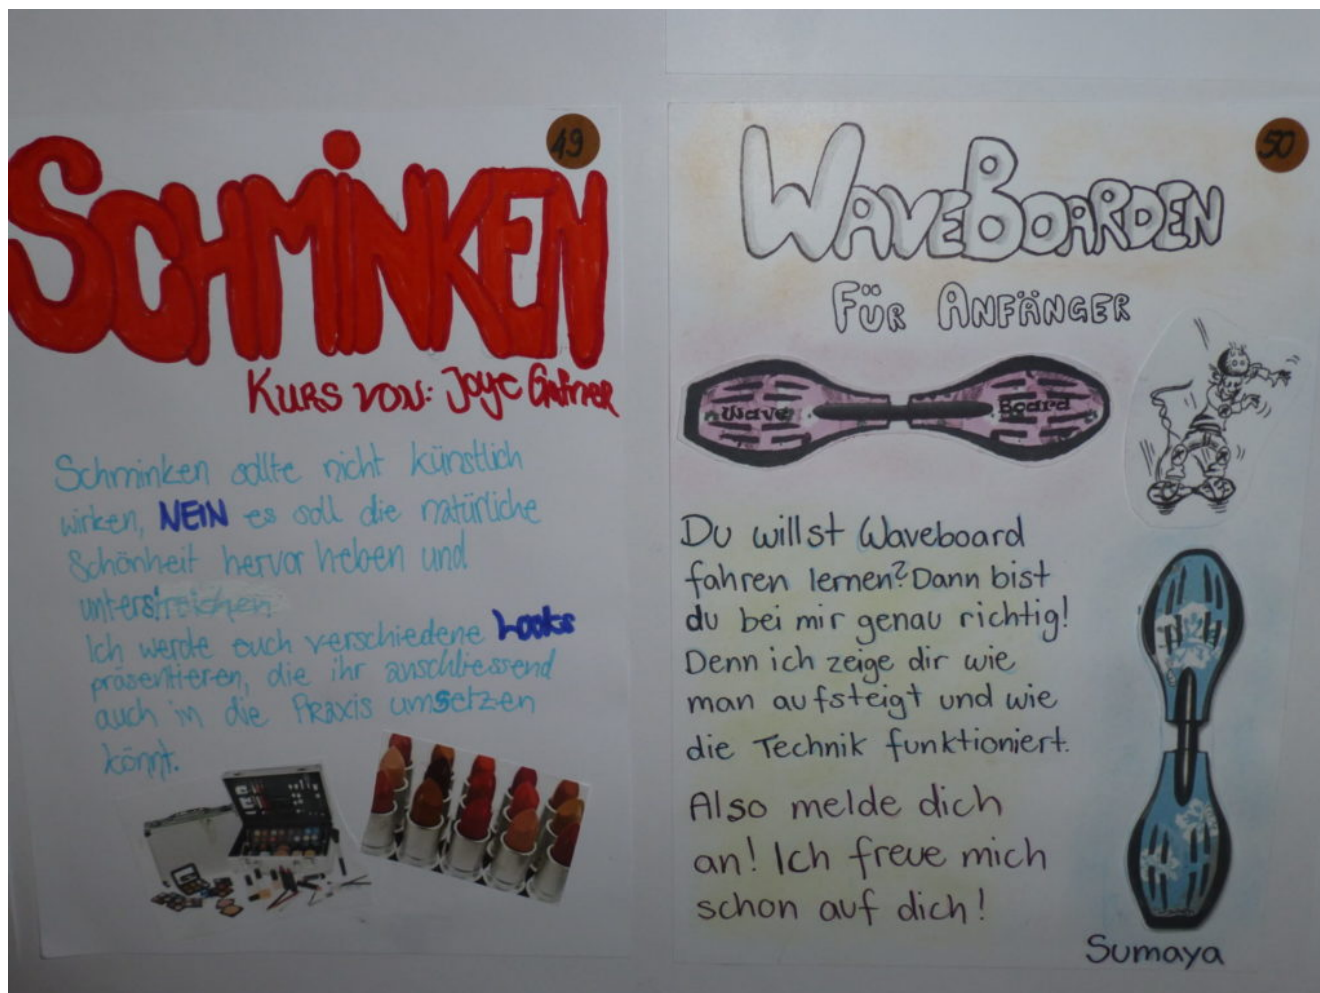 49
SCHMINKEN
KURS VON: Joyce
Schminken sollte nicht künstlich
wirken, NEIN es soll die natürliche
Schönheit hervor heben und
unterstreichen.
Ich werde euch verschiedene Looks
präsentieren, die ihr anschliessend
auch in die Praxis umsetzen
könnt.
50
WAVEBOARDEN
FÜR ANFÄNGER
Wave Board
Du willst Waveboard
fahren lernen? Dann bist
du bei mir genau richtig!
Denn ich zeige dir wie
man aufsteigt und wie
die Technik funktioniert.
Also melde dich
an! Ich freue mich
schon auf dich!
Sumaya